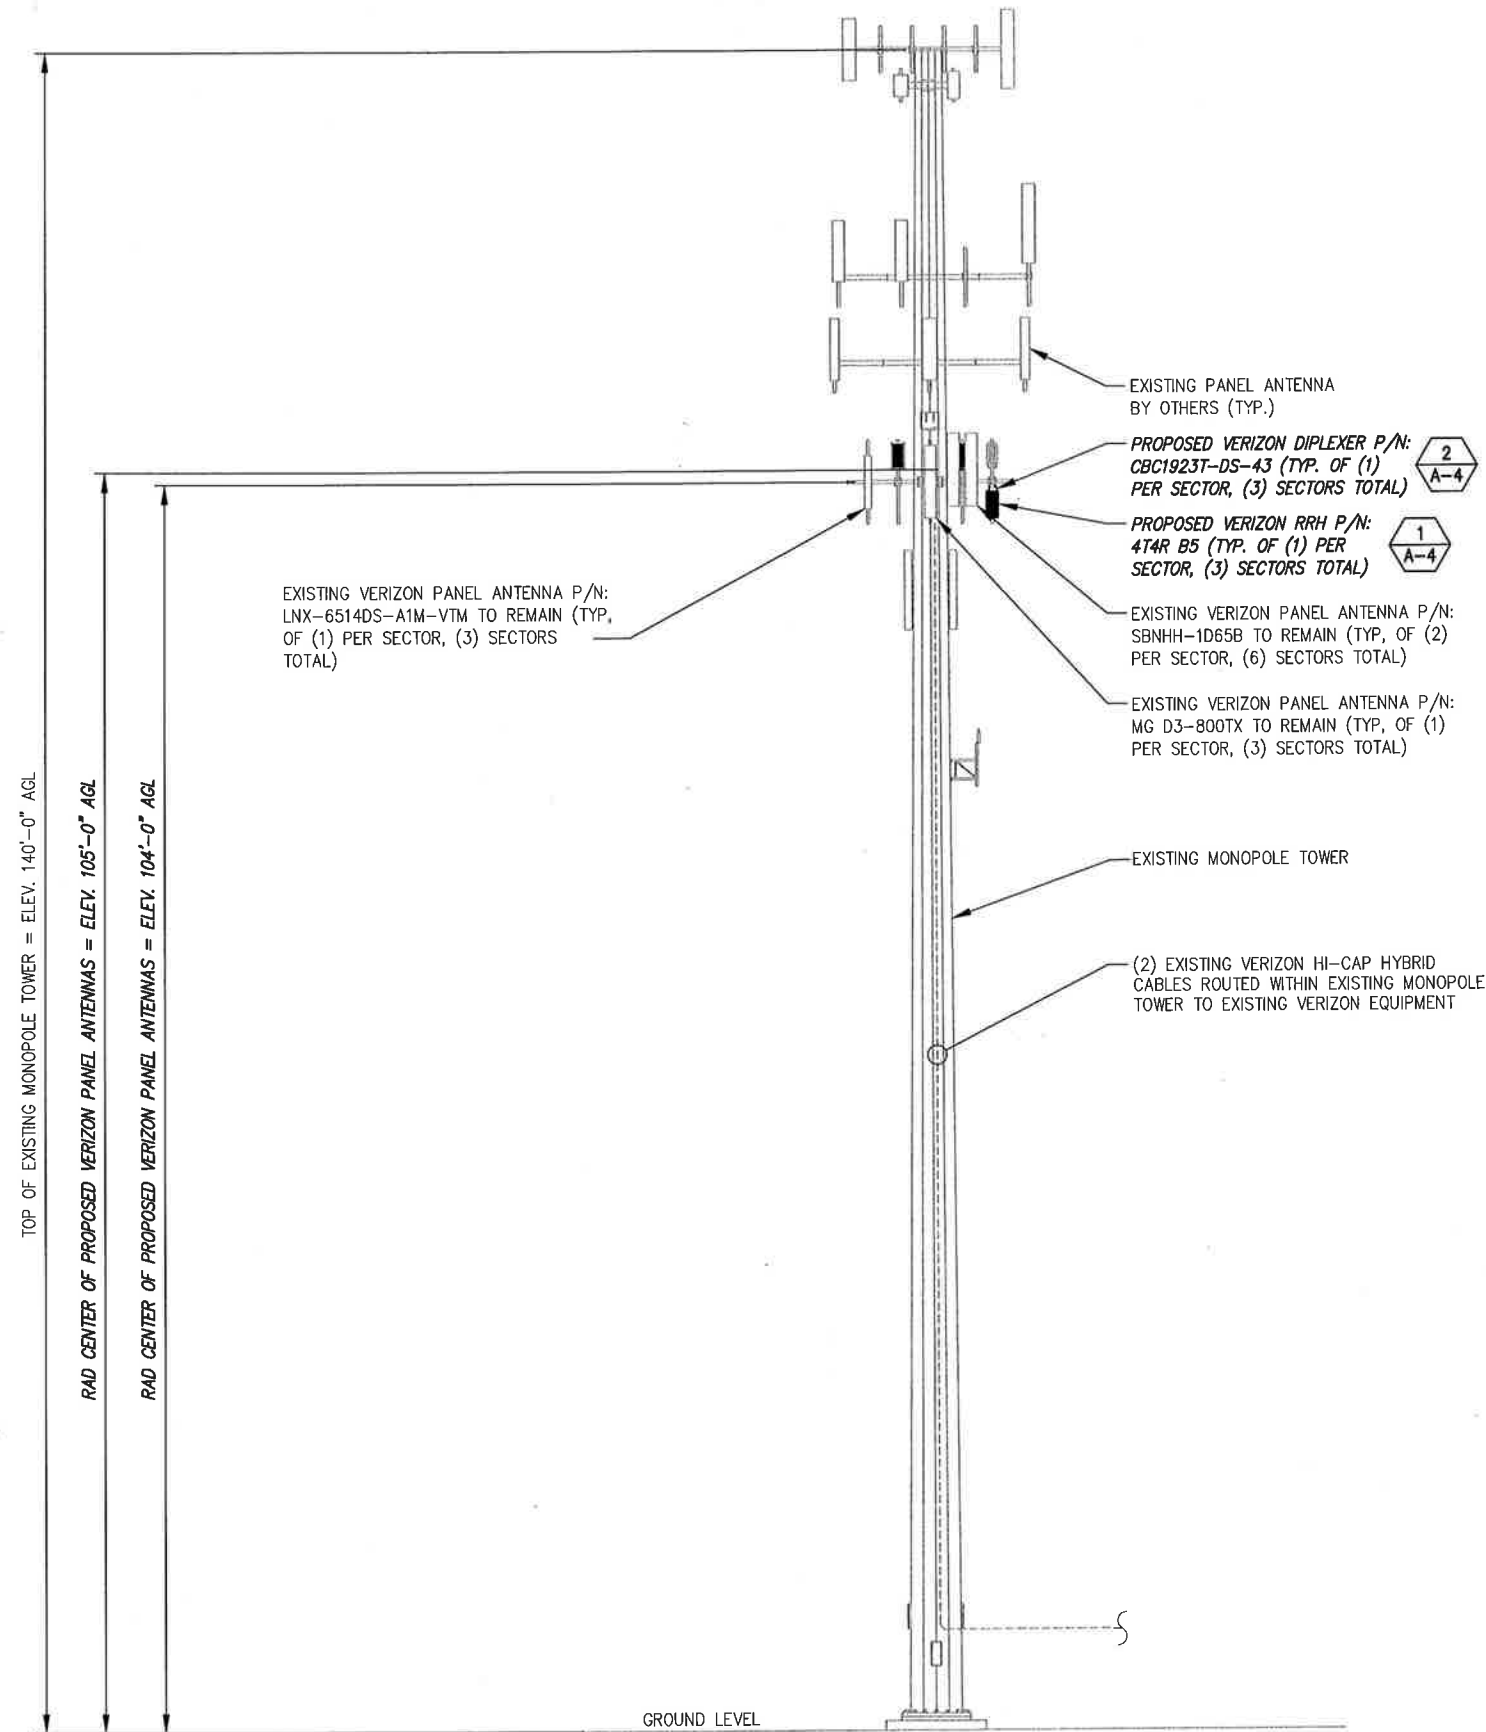 EXISTING PANEL ANTENNA
BY OTHERS (TYP.)
PROPOSED VERIZON DIPLEXER P/N:
CBC1923T-DS-43 (TYP. OF (1)
PER SECTOR, (3) SECTORS TOTAL)
2
A-4
PROPOSED VERIZON RRH P/N:
4T4R B5 (TYP. OF (1) PER
SECTOR, (3) SECTORS TOTAL)
1
A-4
EXISTING VERIZON PANEL ANTENNA P/N:
LNX-6514DS-A1M-VTM TO REMAIN (TYP,
OF (1) PER SECTOR, (3) SECTORS
TOTAL)
EXISTING VERIZON PANEL ANTENNA P/N:
SBNHH-1D65B TO REMAIN (TYP, OF (2)
PER SECTOR, (6) SECTORS TOTAL)
EXISTING VERIZON PANEL ANTENNA P/N:
MG D3-800TX TO REMAIN (TYP, OF (1)
PER SECTOR, (3) SECTORS TOTAL)
TOP OF EXISTING MONOPOLE TOWER = ELEV. 140'-0" AGL
RAD CENTER OF PROPOSED VERIZON PANEL ANTENNAS = ELEV. 105'-0" AGL
RAD CENTER OF PROPOSED VERIZON PANEL ANTENNAS = ELEV. 104'-0" AGL
EXISTING MONOPOLE TOWER
(2) EXISTING VERIZON HI-CAP HYBRID
CABLES ROUTED WITHIN EXISTING MONOPOLE
TOWER TO EXISTING VERIZON EQUIPMENT
GROUND LEVEL